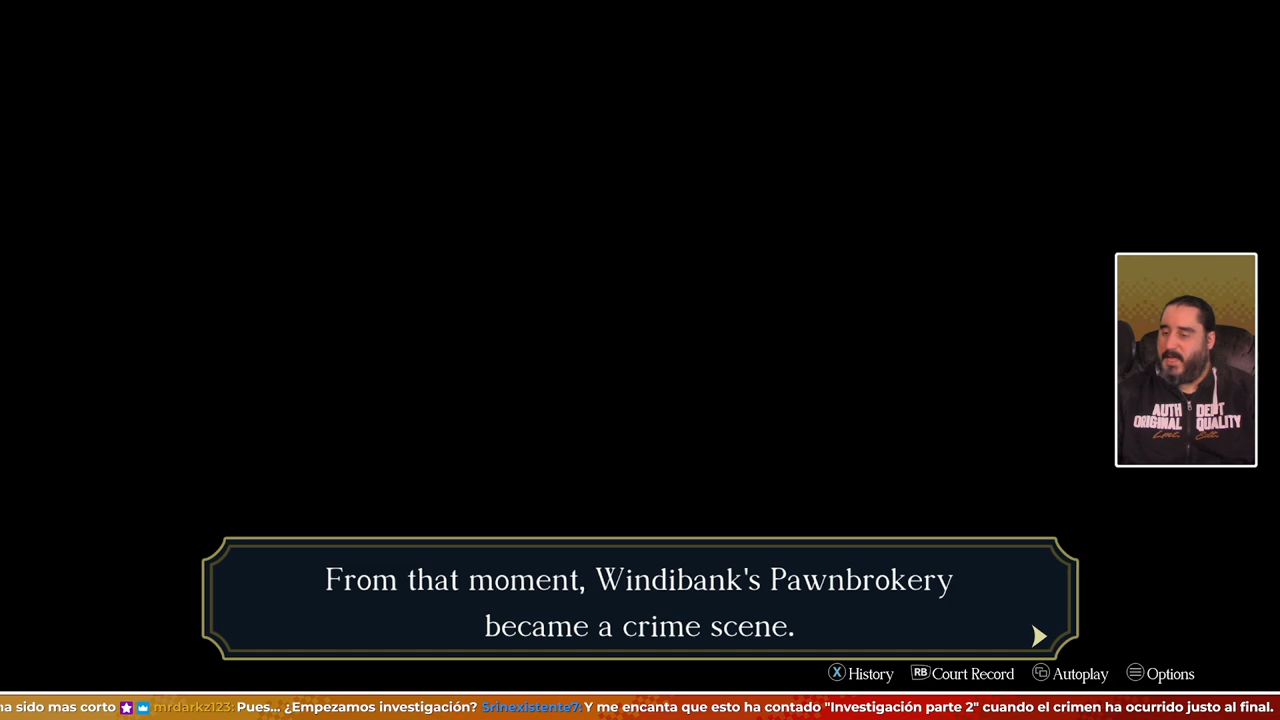 AUTH DEPT
ORIGINAL QUALITY
From that moment, Windibank's Pawnbrokery
became a crime scene.
X History RB Court Record Autoplay Options
na sido mas corto mrdarkz123: Pues... ¿Empezamos investigación? Srinexistente7: Y me encanta que esto ha contado "Investigación parte 2" cuando el crimen ha ocurrido justo al final.